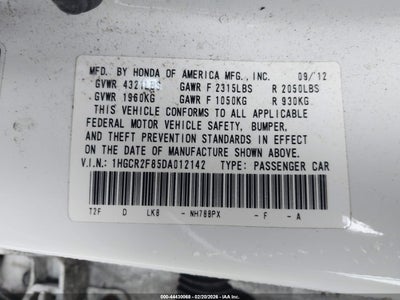 MFD. BY HONDA OF AMERICA MFG., INC. 09/12
GVWR 4321LBS GAWR F 2315LBS R 2050LBS
GVWR 1960KG GAWR F 1050KG R 930KG
THIS VEHICLE CONFORMS TO ALL APPLICABLE
FEDERAL MOTOR VEHICLE SAFETY, BUMPER,
AND THEFT PREVENTION STANDARDS IN EFFECT
ON THE DATE OF MANUFACTURE SHOWN ABOVE.
V.I.N: 1HGCR2F85DA012142 TYPE: PASSENGER CAR
T2F D LK8 -NH788PX -F -A
© 000-44430068 - 02/20/2026 - IAAI US